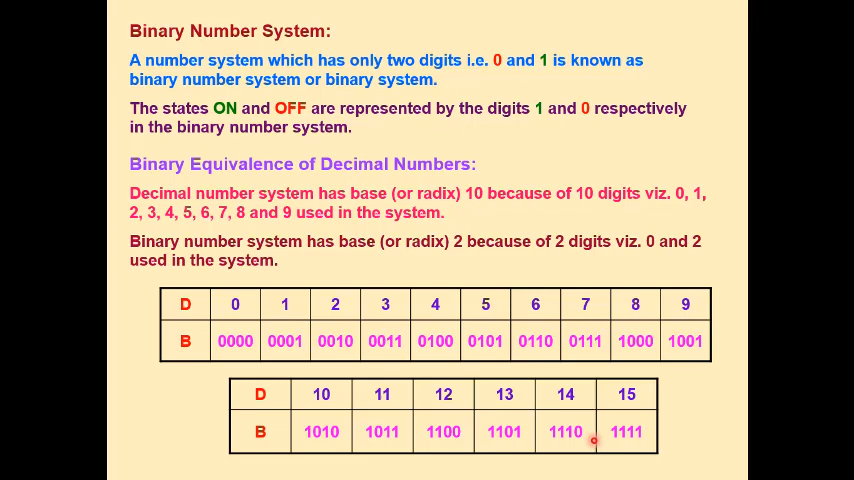 Binary Number System:
A number system which has only two digits i.e. 0 and 1 is known as
binary number system or binary system.
The states ON and OFF are represented by the digits 1 and 0 respectively
in the binary number system.
Binary Equivalence of Decimal Numbers:
Decimal number system has base (or radix) 10 because of 10 digits viz. 0, 1,
2, 3, 4, 5, 6, 7, 8 and 9 used in the system.
Binary number system has base (or radix) 2 because of 2 digits viz. 0 and 2
used in the system.
D 0 1 2 3 4 5 6 7 8 9
B 0000 0001 0010 0011 0100 0101 0110 0111 1000 1001
D 10 11 12 13 14 15
B 1010 1011 1100 1101 1110 1111